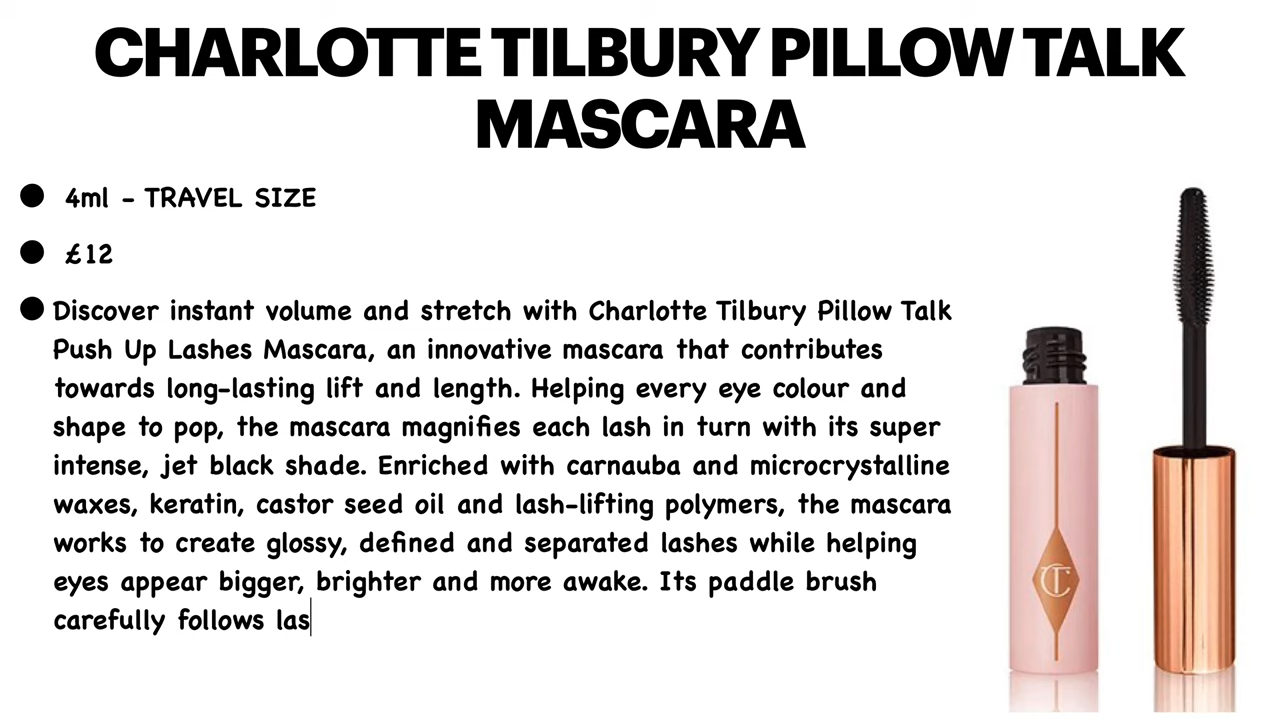 CHARLOTTE TILBURY PILLOW TALK
MASCARA
4ml - TRAVEL SIZE
£12
Discover instant volume and stretch with Charlotte Tilbury Pillow Talk
Push Up Lashes Mascara, an innovative mascara that contributes
towards long-lasting lift and length. Helping every eye colour and
shape to pop, the mascara magnifies each lash in turn with its super
intense, jet black shade. Enriched with carnauba and microcrystalline
waxes, keratin, castor seed oil and lash-lifting polymers, the mascara
works to create glossy, defined and separated lashes while helping
eyes appear bigger, brighter and more awake. Its paddle brush
carefully follows las
CT